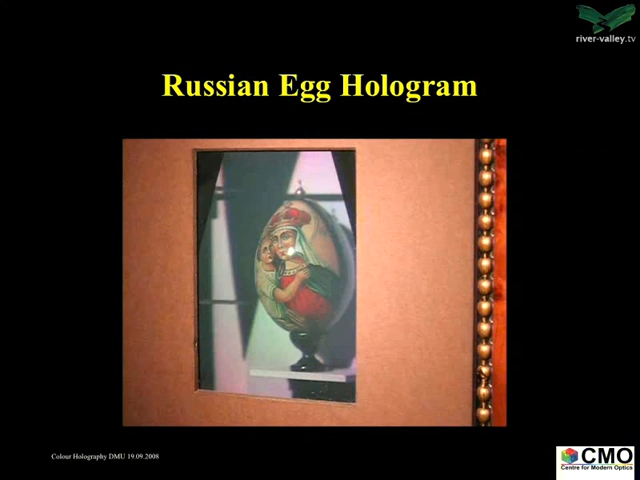 river-valley.tv
Russian Egg Hologram
Colour Holography DMU 19.09.2008
CMO
Centre for Modern Optics